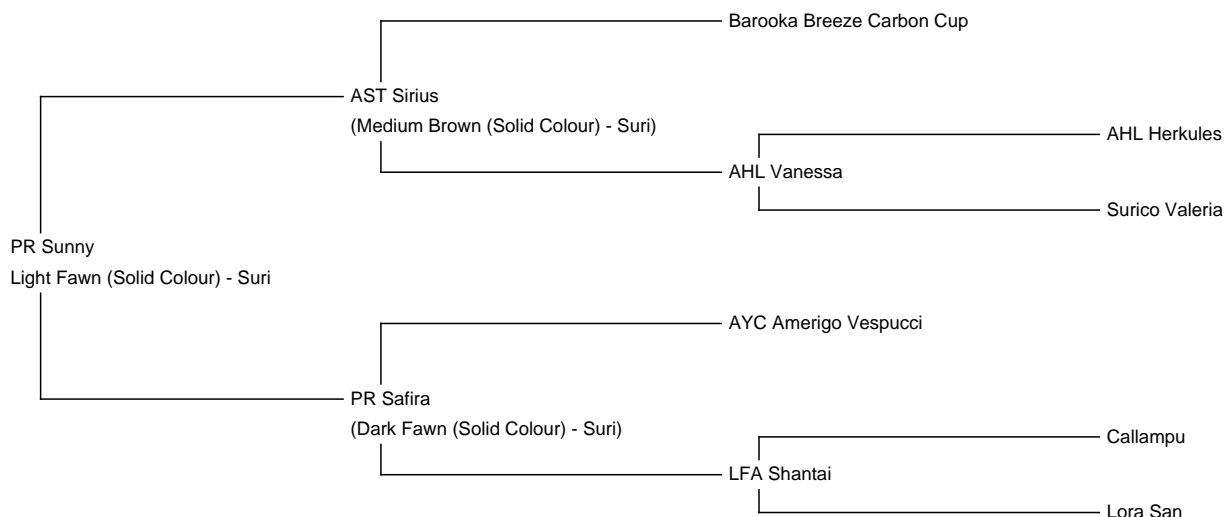 Barooka Breeze Carbon Cup
AST Sirius
(Medium Brown (Solid Colour) - Suri)
AHL Herkules
AHL Vanessa
Surico Valeria
PR Sunny
Light Fawn (Solid Colour) - Suri
AYC Amerigo Vespucci
PR Safira
(Dark Fawn (Solid Colour) - Suri)
Callampu
LFA Shantai
Lora San